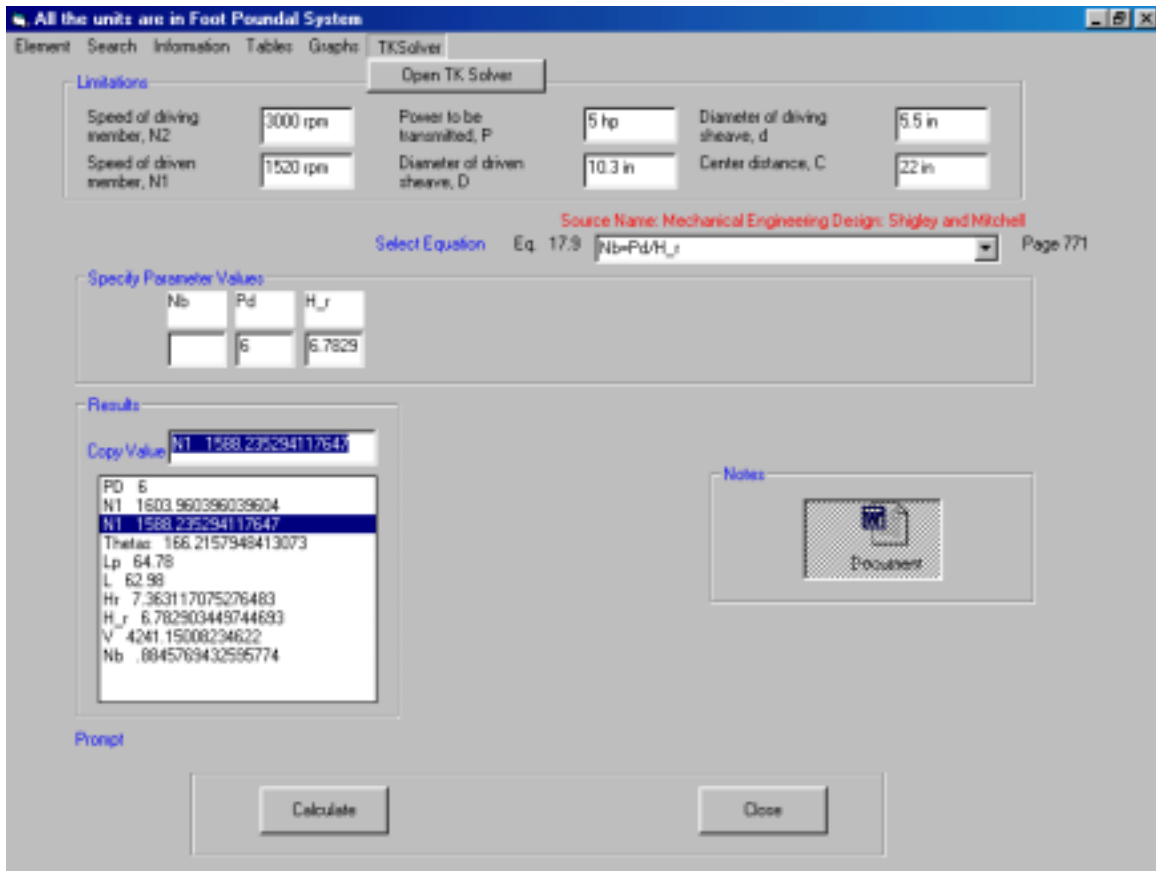 All the units are in Foot Poundal System
Element Search Information Tables Graphs TKSolver
Open TK Solver
Limitations
Speed of driving member, N2
3000 rpm
Power to be transmitted, P
5 hp
Diameter of driving sheave, d
5.5 in
Speed of driven member, N1
1520 rpm
Diameter of driven sheave, D
10.3 in
Center distance, C
22 in
Source Name: Mechanical Engineering Design: Shigley and Mitchell
Select Equation Eq. 17.9 Nb=Pd/H_r Page 771
Specify Parameter Values
Nb Pd H_r
6 6.7829
Results
Copy Value N1 1588.235294117647
PD 6
N1 1603.960396039604
N1 1588.235294117647
Thetas 166.2157948413073
Lp 64.78
L 62.98
Hr 7.363117075276483
H_r 6.782903449744693
V 4241.15008234622
Nb .8845769432595774
Notes
Document
Prompt
Calculate Close